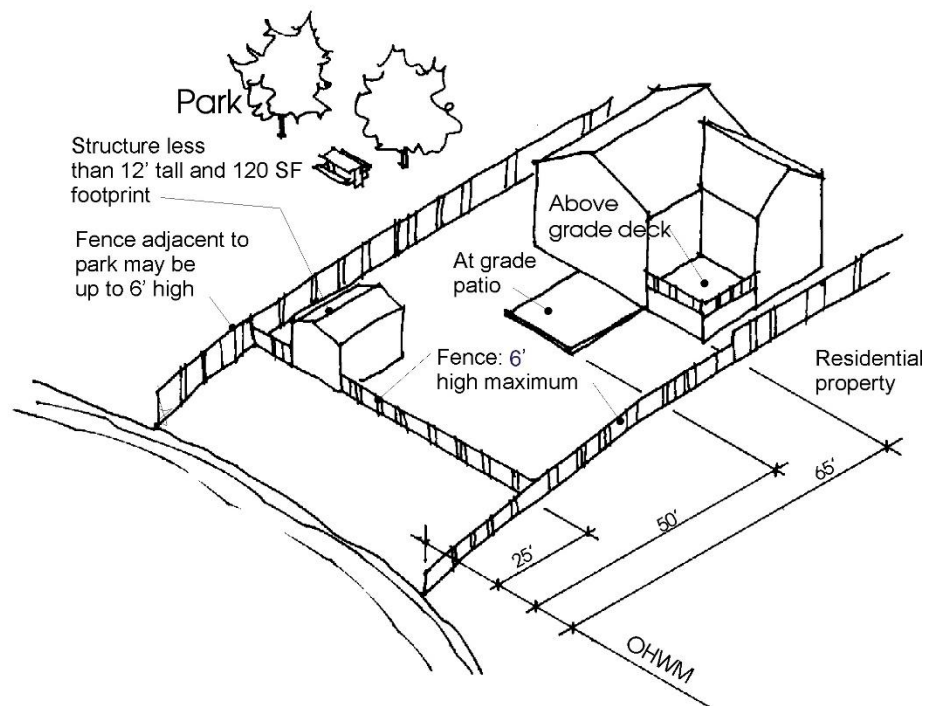 Park
Structure less
than 12' tall and 120 SF
footprint
Fence adjacent to
park may be
up to 6' high
Above
grade deck
At grade
patio
Fence: 6'
high maximum
Residential
property
25'
50'
65'
OHWM